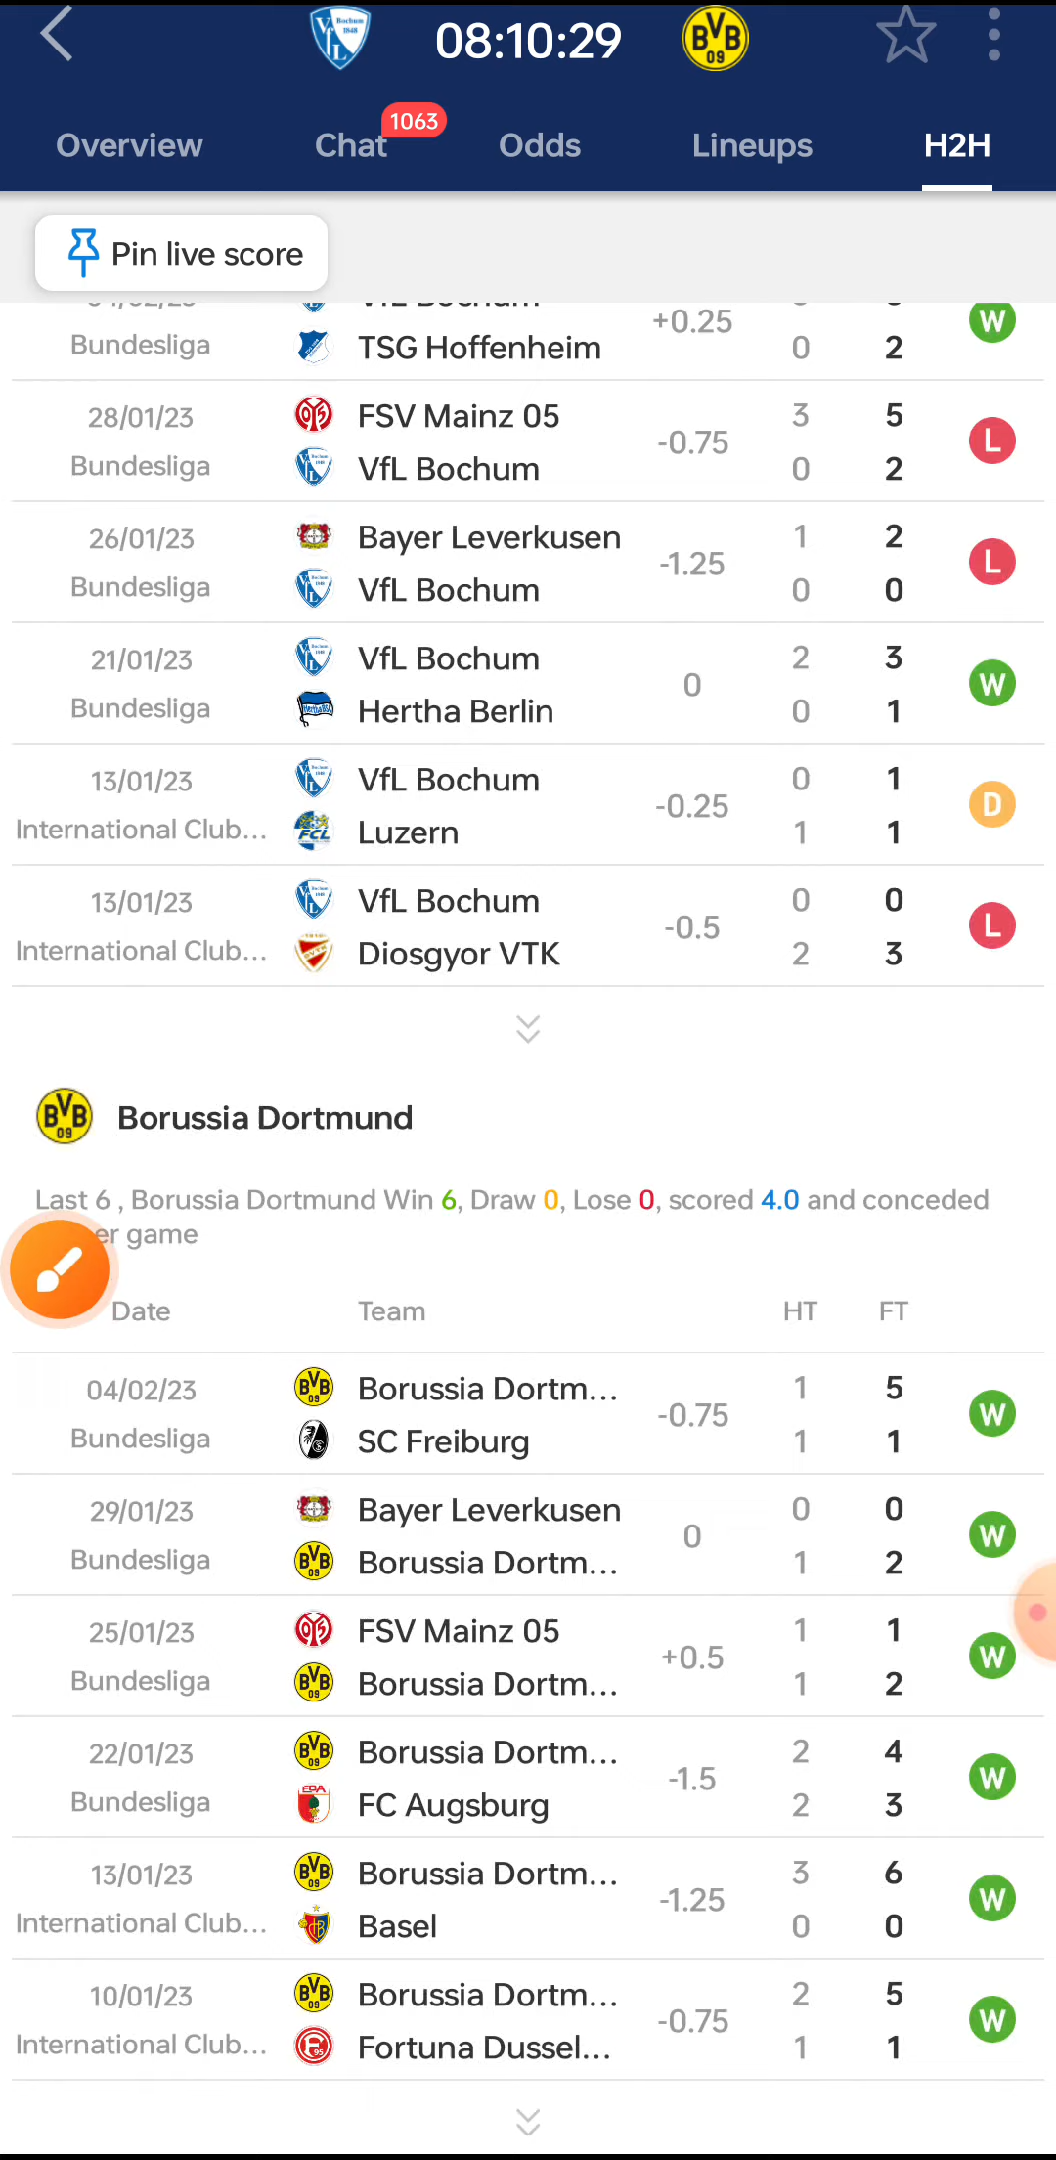 08:10:29
Overview Chat 1063 Odds Lineups H2H
Pin live score
VfL Bochum +0.25 W
Bundesliga TSG Hoffenheim 0 2
28/01/23 FSV Mainz 05 -0.75 3 5 L
Bundesliga VfL Bochum 0 2
26/01/23 Bayer Leverkusen -1.25 1 2 L
Bundesliga VfL Bochum 0 0
21/01/23 VfL Bochum 0 2 3 W
Bundesliga Hertha Berlin 0 1
13/01/23 VfL Bochum -0.25 0 1 D
International Club... Luzern 1 1
13/01/23 VfL Bochum -0.5 0 0 L
International Club... Diosgyor VTK 2 3
BVB 09 Borussia Dortmund
Last 6 , Borussia Dortmund Win 6, Draw 0, Lose 0, scored 4.0 and conceded
er game
Date Team HT FT
04/02/23 Borussia Dortm... -0.75 1 5 W
Bundesliga SC Freiburg 1 1
29/01/23 Bayer Leverkusen 0 0 0 W
Bundesliga Borussia Dortm... 1 2
25/01/23 FSV Mainz 05 +0.5 1 1 W
Bundesliga Borussia Dortm... 1 2
22/01/23 Borussia Dortm... -1.5 2 4 W
Bundesliga FC Augsburg 2 3
13/01/23 Borussia Dortm... -1.25 3 6 W
International Club... Basel 0 0
10/01/23 Borussia Dortm... -0.75 2 5 W
International Club... Fortuna Dussel... 1 1